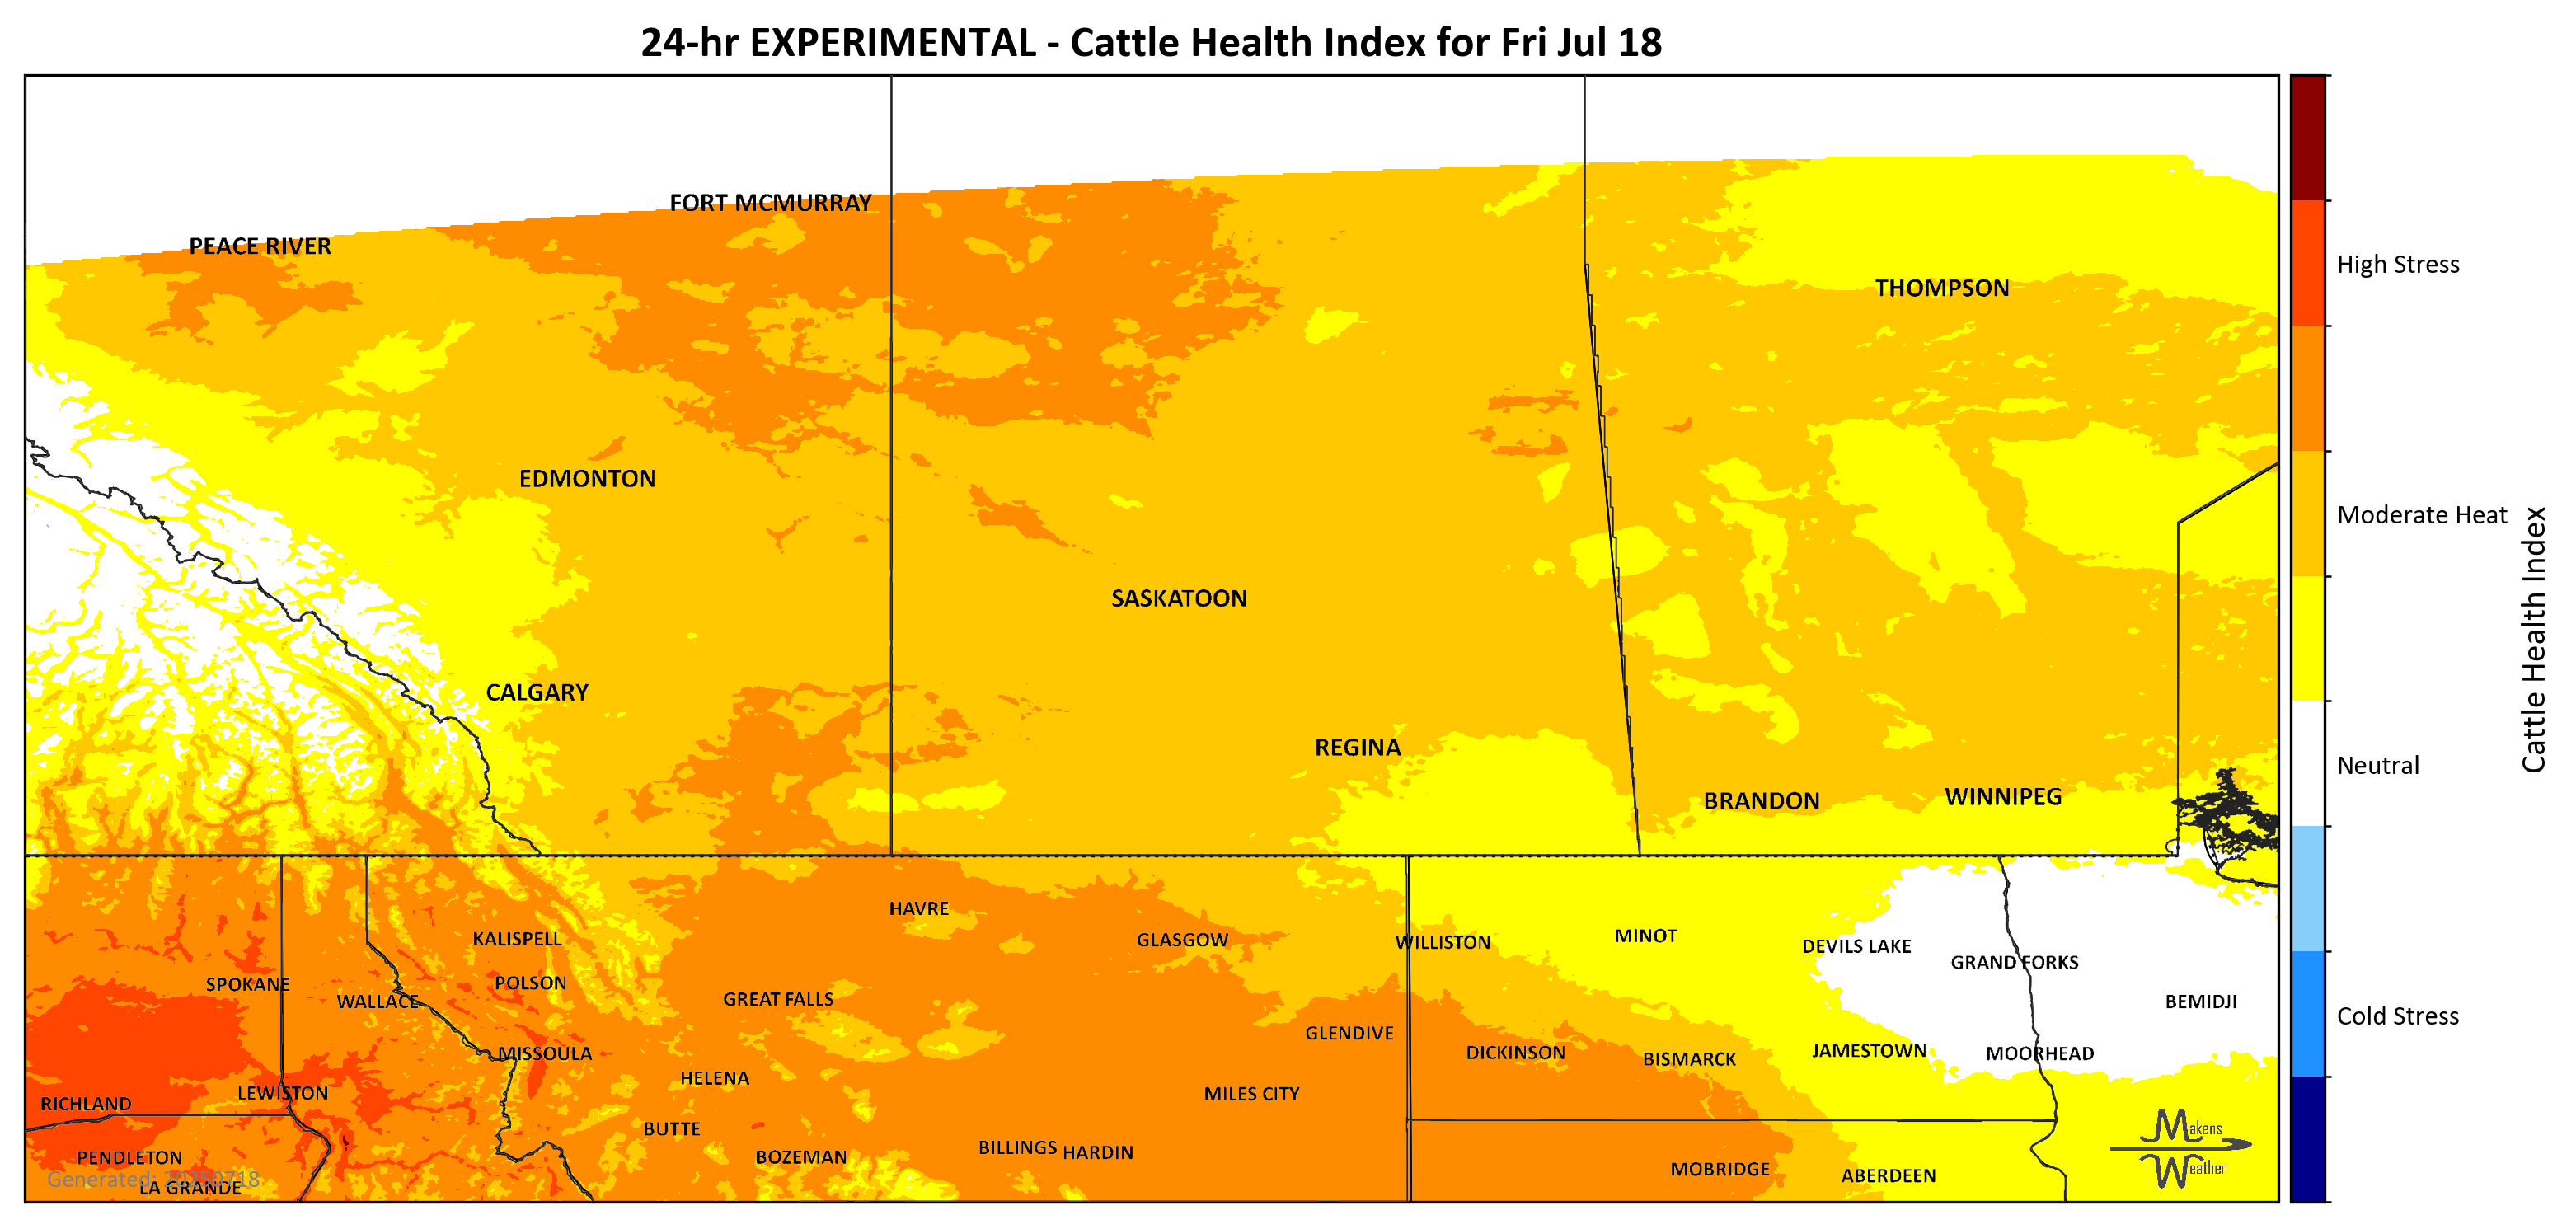 24-hr EXPERIMENTAL - Cattle Health Index for Fri Jul 18
FORT MCMURRAY
PEACE RIVER
THOMPSON
High Stress
EDMONTON
Moderate Heat
SASKATOON
Cattle Health Index
CALGARY
REGINA
Neutral
BRANDON
WINNIPEG
HAVRE
KALISPELL
GLASGOW
WILLISTON
MINOT
DEVILS LAKE
GRAND FORKS
SPOKANE
POLSON
WALLACE
GREAT FALLS
BEMIDJI
Cold Stress
GLENDIVE
MISSOULA
DICKINSON
BISMARCK
JAMESTOWN
MOORHEAD
HELENA
LEWISTON
MILES CITY
RICHLAND
BUTTE
Makens
Weather
PENDLETON
BOZEMAN
BILLINGS
HARDIN
MOBRIDGE
ABERDEEN
Generated: 20250718
LA GRANDE